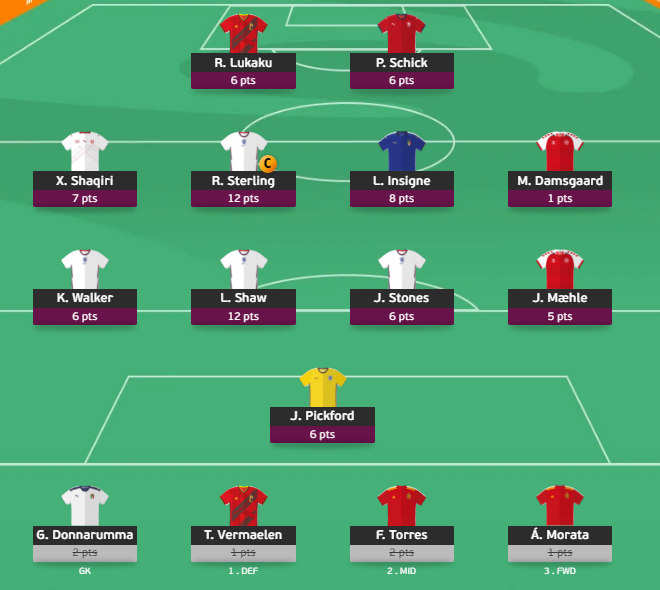 R. Lukaku
6 pts
P. Schick
6 pts
X. Shaqiri
7 pts
C
R. Sterling
12 pts
L. Insigne
8 pts
M. Damsgaard
1 pts
K. Walker
6 pts
L. Shaw
12 pts
J. Stones
6 pts
J. Mæhle
5 pts
J. Pickford
6 pts
G. Donnarumma
2 pts
GK
T. Vermaelen
1 pts
1 . DEF
F. Torres
2 pts
2 . MID
Á. Morata
1 pts
3 . FWD